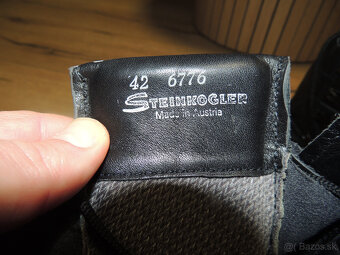 42 6776
STEINKOGLER
Made in Austria
Bazos.sk